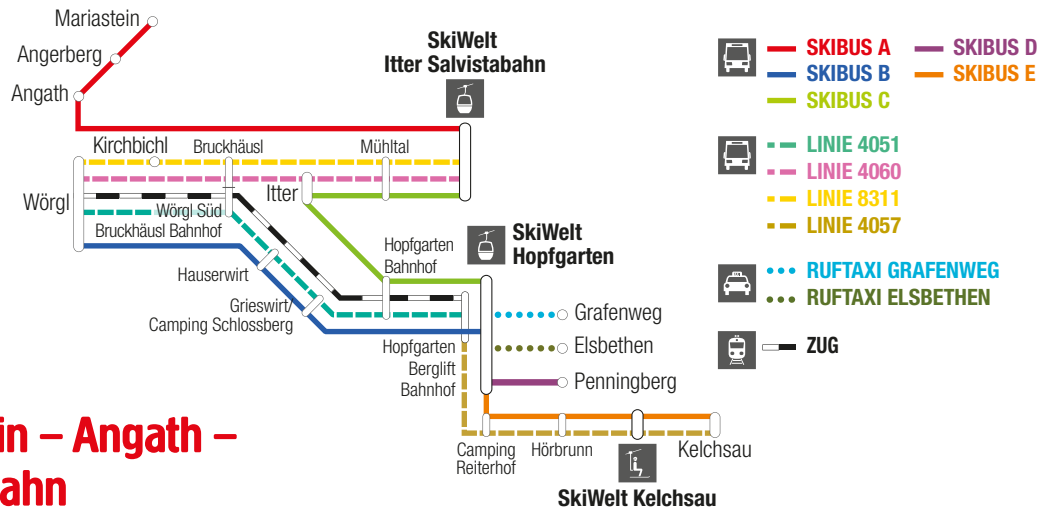 Mariastein
Angerberg
Angath
SkiWelt
Itter Salvistabahn
Kirchbichl
Bruckhäusl
Mühltal
Wörgl
Itter
Wörgl Süd
Bruckhäusl Bahnhof
Hauserwirt
Grieswirt/
Camping Schlossberg
Hopfgarten
Bahnhof
SkiWelt
Hopfgarten
Grafenweg
Elsbethen
Penningberg
Hopfgarten
Berglift
Bahnhof
Camping
Reiterhof
Hörbrunn
Kelchsau
SkiWelt Kelchsau
SKIBUS A
SKIBUS B
SKIBUS C
SKIBUS D
SKIBUS E
LINIE 4051
LINIE 4060
LINIE 8311
LINIE 4057
RUFTAXI GRAFENWEG
RUFTAXI ELSBETHEN
ZUG
in – Angath –
ahn